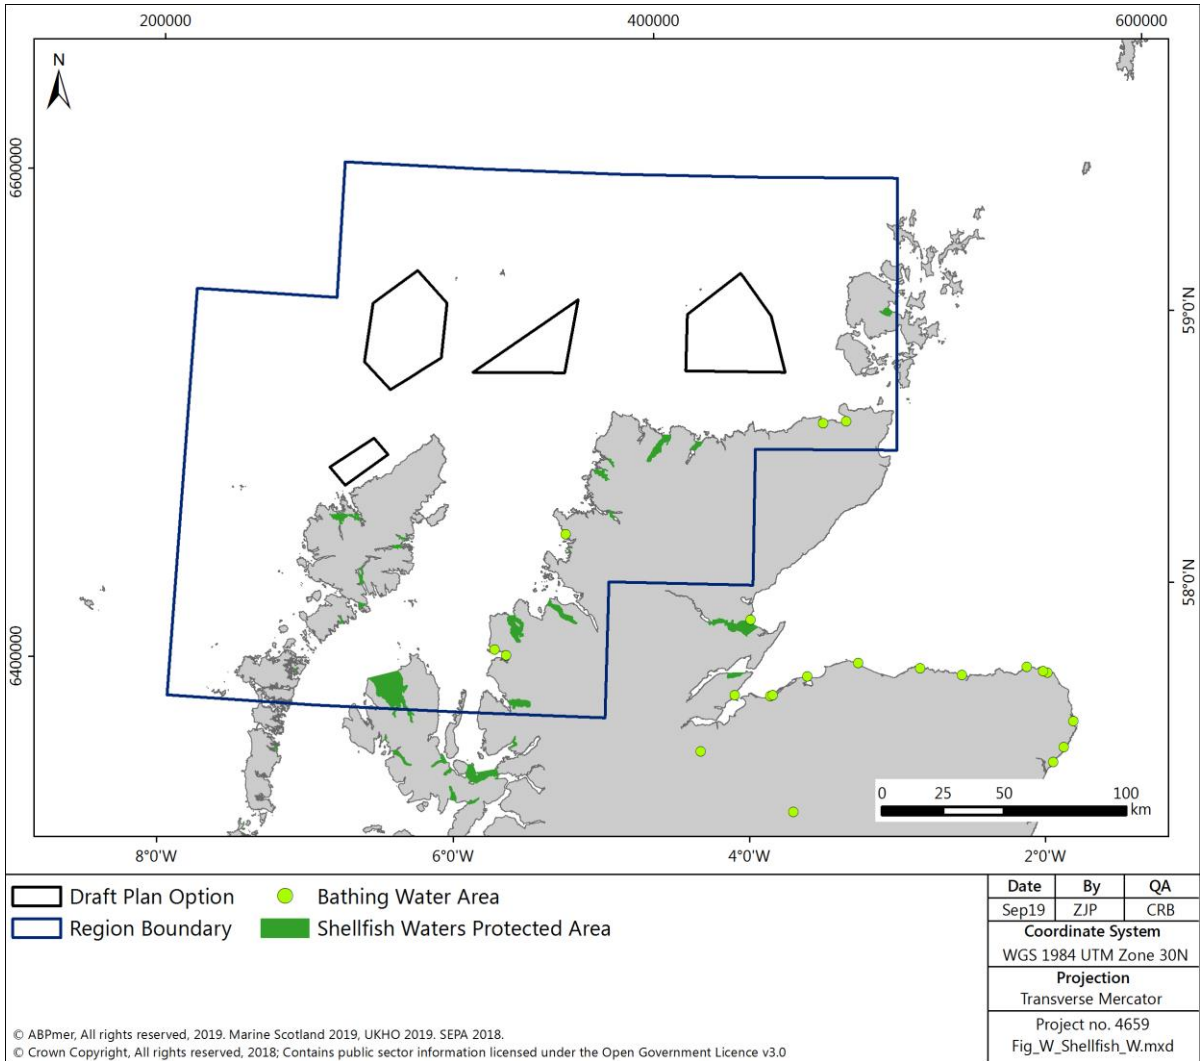 200000
400000
600000
N
6600000
59°0'N
58°0'N
6400000
0
25
50
100
km
8°0'W
6°0'W
4°0'W
2°0'W
Draft Plan Option
Bathing Water Area
Region Boundary
Shellfish Waters Protected Area
Date By QA
Sep19 ZJP CRB
Coordinate System
WGS 1984 UTM Zone 30N
Projection
Transverse Mercator
Project no. 4659
Fig_W_Shellfish_W.mxd
© ABPmer, All rights reserved, 2019. Marine Scotland 2019, UKHO 2019. SEPA 2018.
© Crown Copyright, All rights reserved, 2018; Contains public sector information licensed under the Open Government Licence v3.0